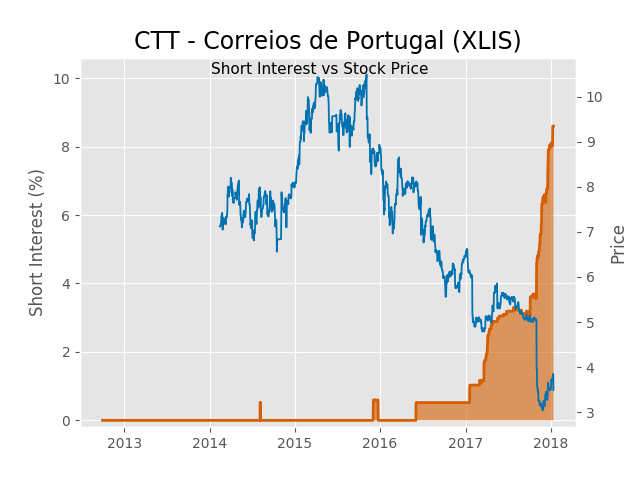 CTT - Correios de Portugal (XLIS)
Short Interest vs Stock Price
Short Interest (%)
10
8
6
4
2
0
10
9
8
7
6
5
4
3
Price
2013 2014 2015 2016 2017 2018